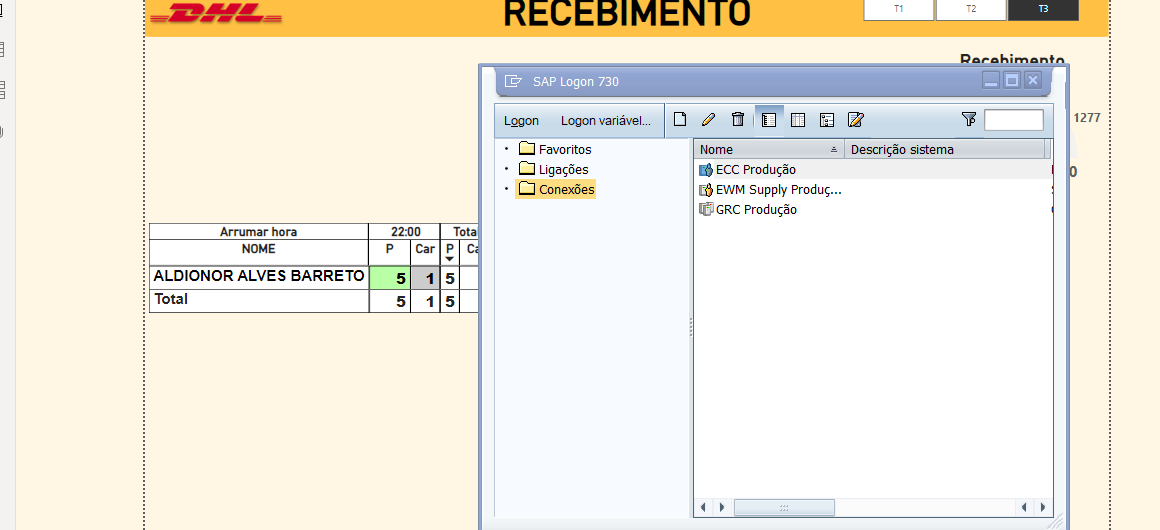 DHL
RECEBIMENTO
T1
T2
T3
Recebimento
SAP Logon 730
1277
Logon
Logon variável...
Nome
Descrição sistema
Favoritos
Ligações
Conexões
ECC Produção
EWM Supply Produç...
GRC Produção
0
Arrumar hora 22:00 Total
NOME P Car P
ALDIONOR ALVES BARRETO 5 1 5
Total 5 1 5